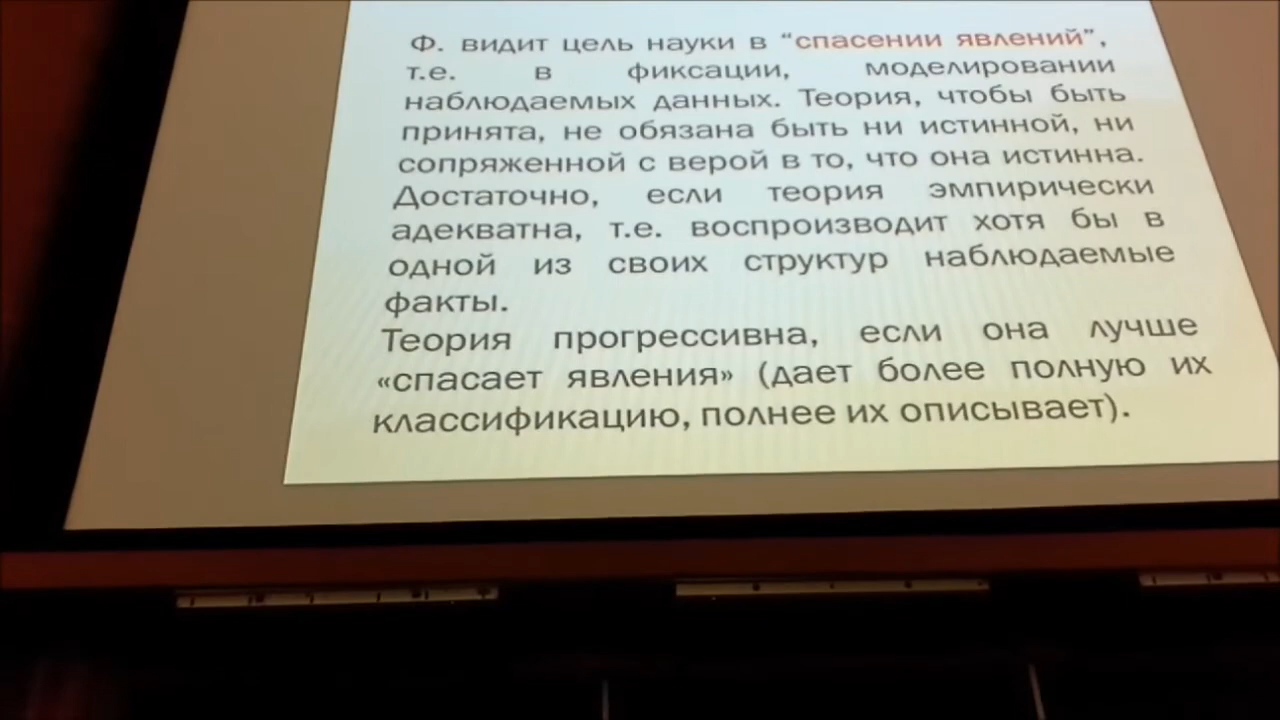 Ф. видит цель науки в “спасении явлений”,
т.е. в фиксации, моделировании
наблюдаемых данных. Теория, чтобы быть
принята, не обязана быть ни истинной, ни
сопряженной с верой в то, что она истинна.
Достаточно, если теория эмпирически
адекватна, т.е. воспроизводит хотя бы в
одной из своих структур наблюдаемые
факты.
Теория прогрессивна, если она лучше
«спасает явления» (дает более полную их
классификацию, полнее их описывает).